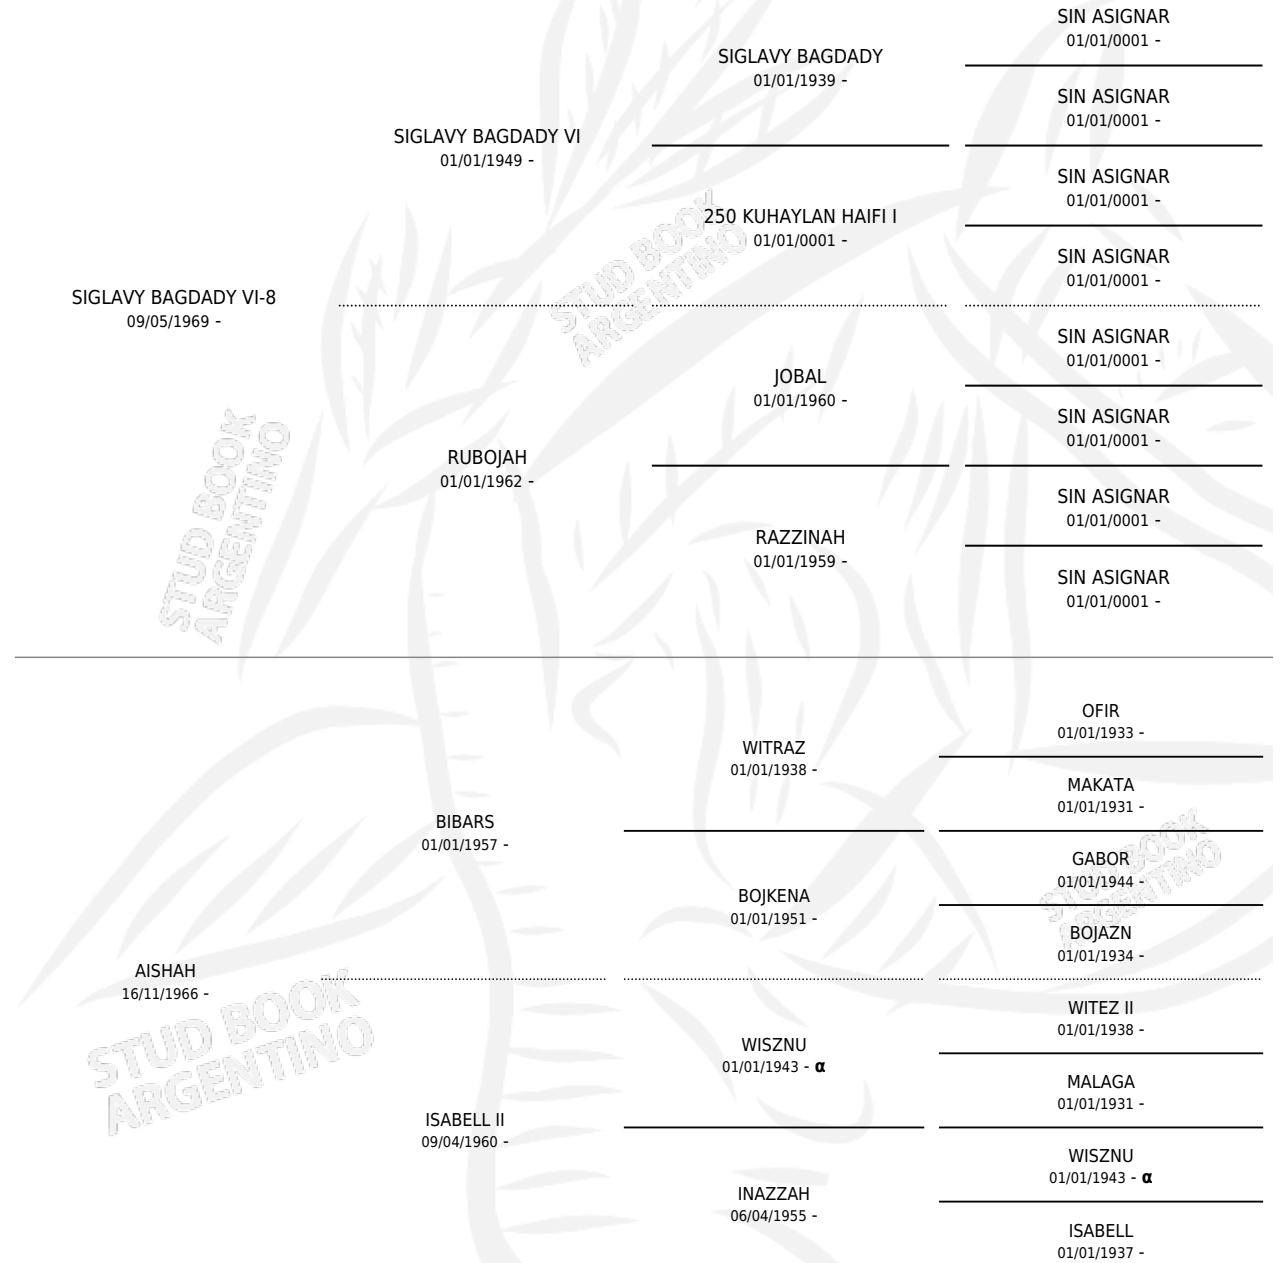 SIN ASIGNAR
01/01/0001 -
SIGLAVY BAGDADY
01/01/1939 -
SIN ASIGNAR
01/01/0001 -
SIGLAVY BAGDADY VI
01/01/1949 -
SIN ASIGNAR
01/01/0001 -
250 KUHAYLAN HAIFI I
01/01/0001 -
SIN ASIGNAR
01/01/0001 -
SIGLAVY BAGDADY VI-8
09/05/1969 -
SIN ASIGNAR
01/01/0001 -
JOBAL
01/01/1960 -
SIN ASIGNAR
01/01/0001 -
RUBOJAH
01/01/1962 -
SIN ASIGNAR
01/01/0001 -
RAZZINAH
01/01/1959 -
SIN ASIGNAR
01/01/0001 -
STUD BOOK
ARGENTINO
STUD BOOK
ARGENTINO
OFIR
01/01/1933 -
WITRAZ
01/01/1938 -
MAKATA
01/01/1931 -
BIBARS
01/01/1957 -
GABOR
01/01/1944 -
BOJKENA
01/01/1951 -
BOJAZN
01/01/1934 -
AISHAH
16/11/1966 -
WITEZ II
01/01/1938 -
WISZNU
01/01/1943 - α
MALAGA
01/01/1931 -
ISABELL II
09/04/1960 -
WISZNU
01/01/1943 - α
INAZZAH
06/04/1955 -
ISABELL
01/01/1937 -
STUD BOOK
ARGENTINO
STUD BOOK
ARGENTINO